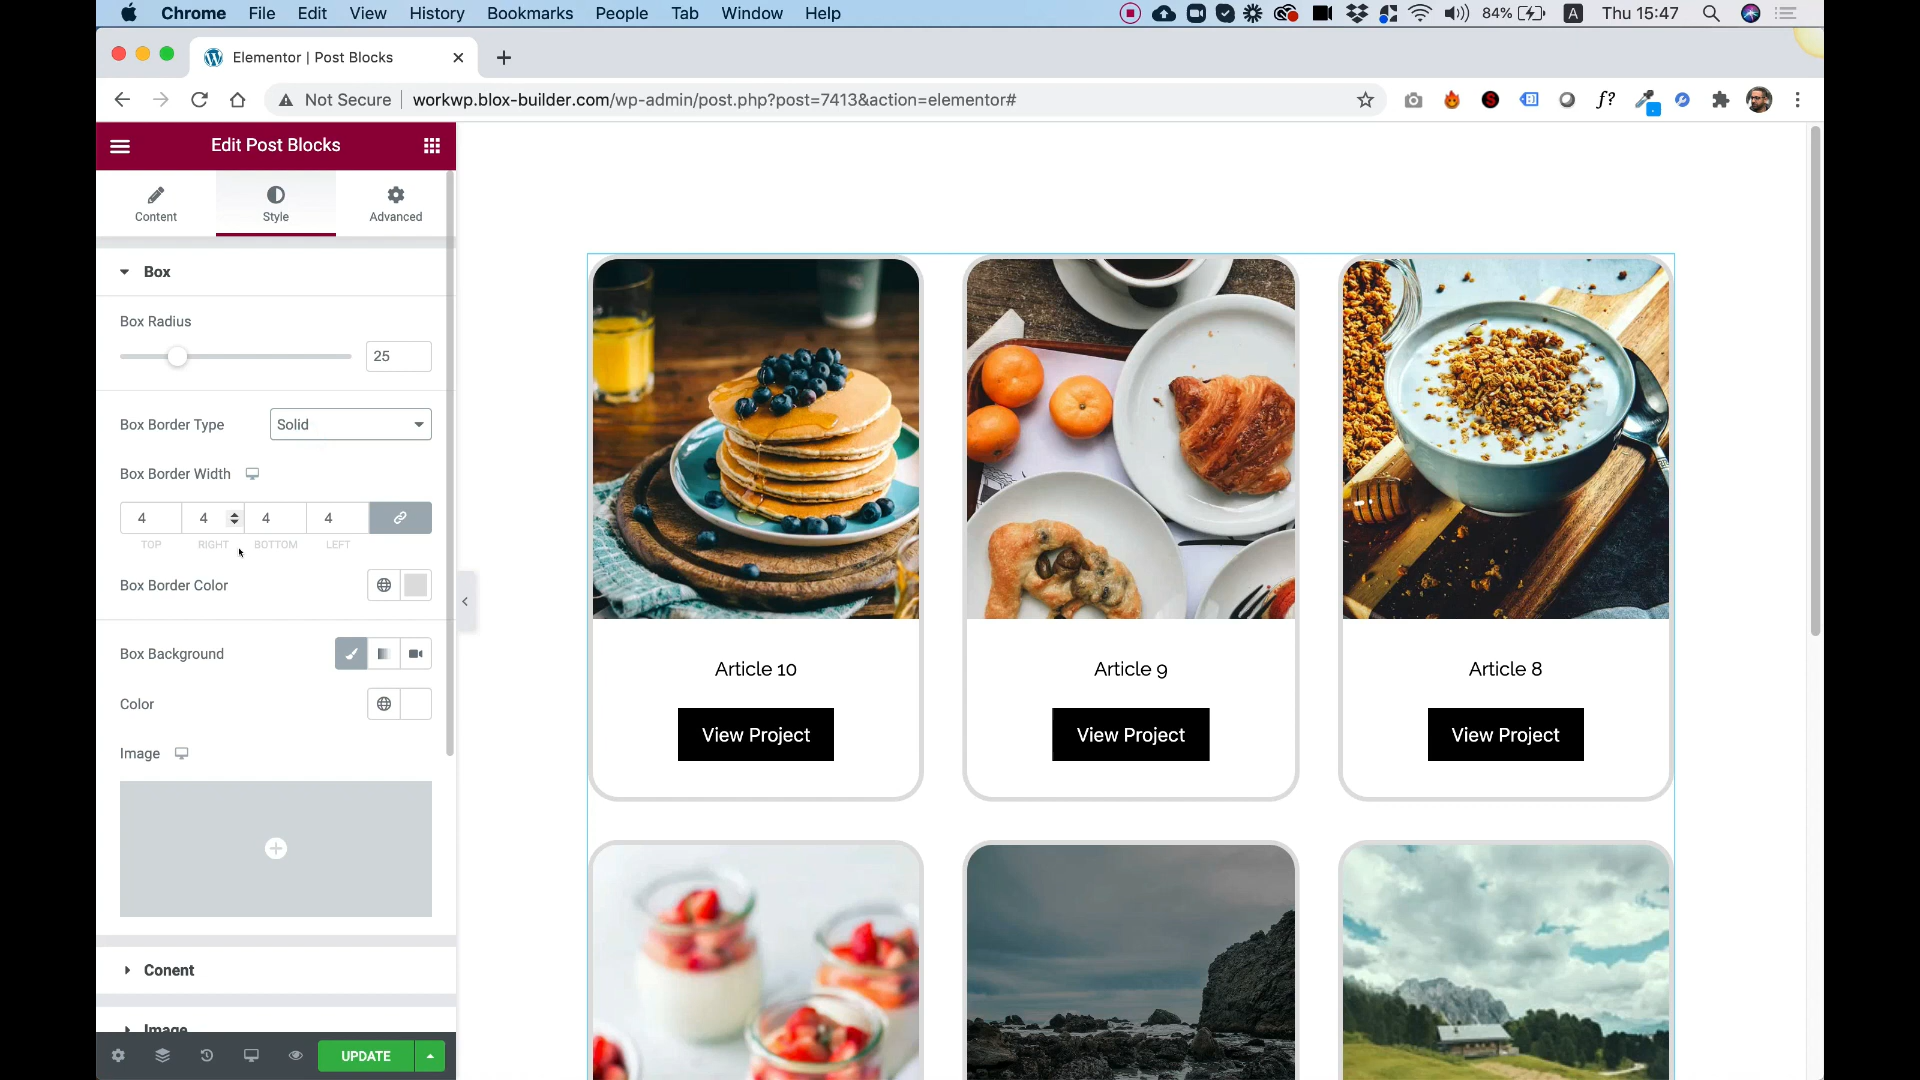 Chrome File Edit View History Bookmarks People Tab Window Help 84% A Thu 15:47
Elementor | Post Blocks
Not Secure workwp.blox-builder.com/wp-admin/post.php?post=7413&action=elementor# f?
Edit Post Blocks
Content Style Advanced
Box
Box Radius
25
Box Border Type Solid
Box Border Width
4 4 4 4
TOP RIGHT BOTTOM LEFT
Box Border Color
Box Background
Color
Image
Conent
Image
UPDATE
Article 10 Article 9 Article 8
View Project View Project View Project